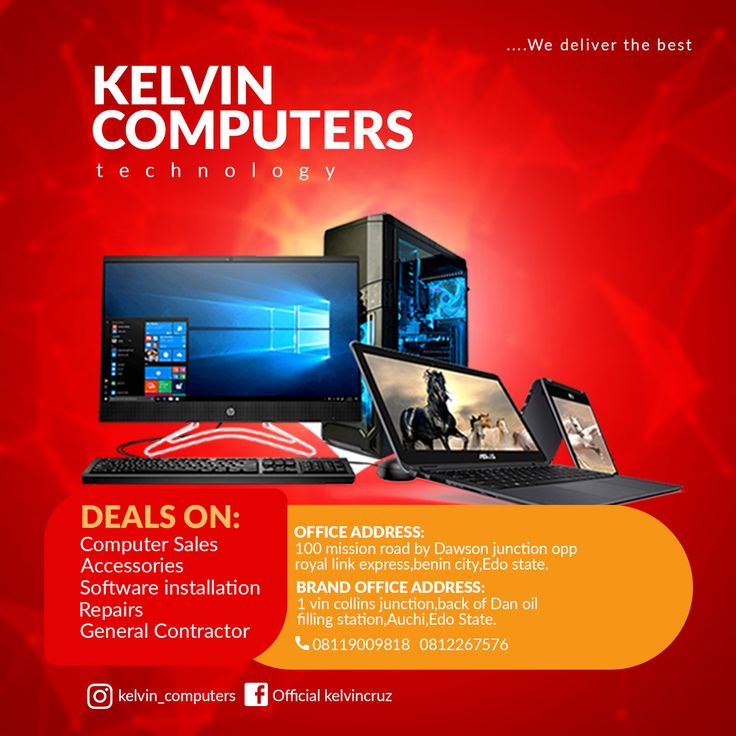 ....We deliver the best
KELVIN
COMPUTERS
technology
hp
ASUS
DEALS ON:
Computer Sales
Accessories
Software installation
Repairs
General Contractor
OFFICE ADDRESS:
100 mission road by Dawson junction opp
royal link express,benin city,Edo state.
BRAND OFFICE ADDRESS:
1 vin collins junction,back of Dan oil
filling station,Auchi,Edo State.
08119009818 0812267576
kelvin_computers Official kelvincruz